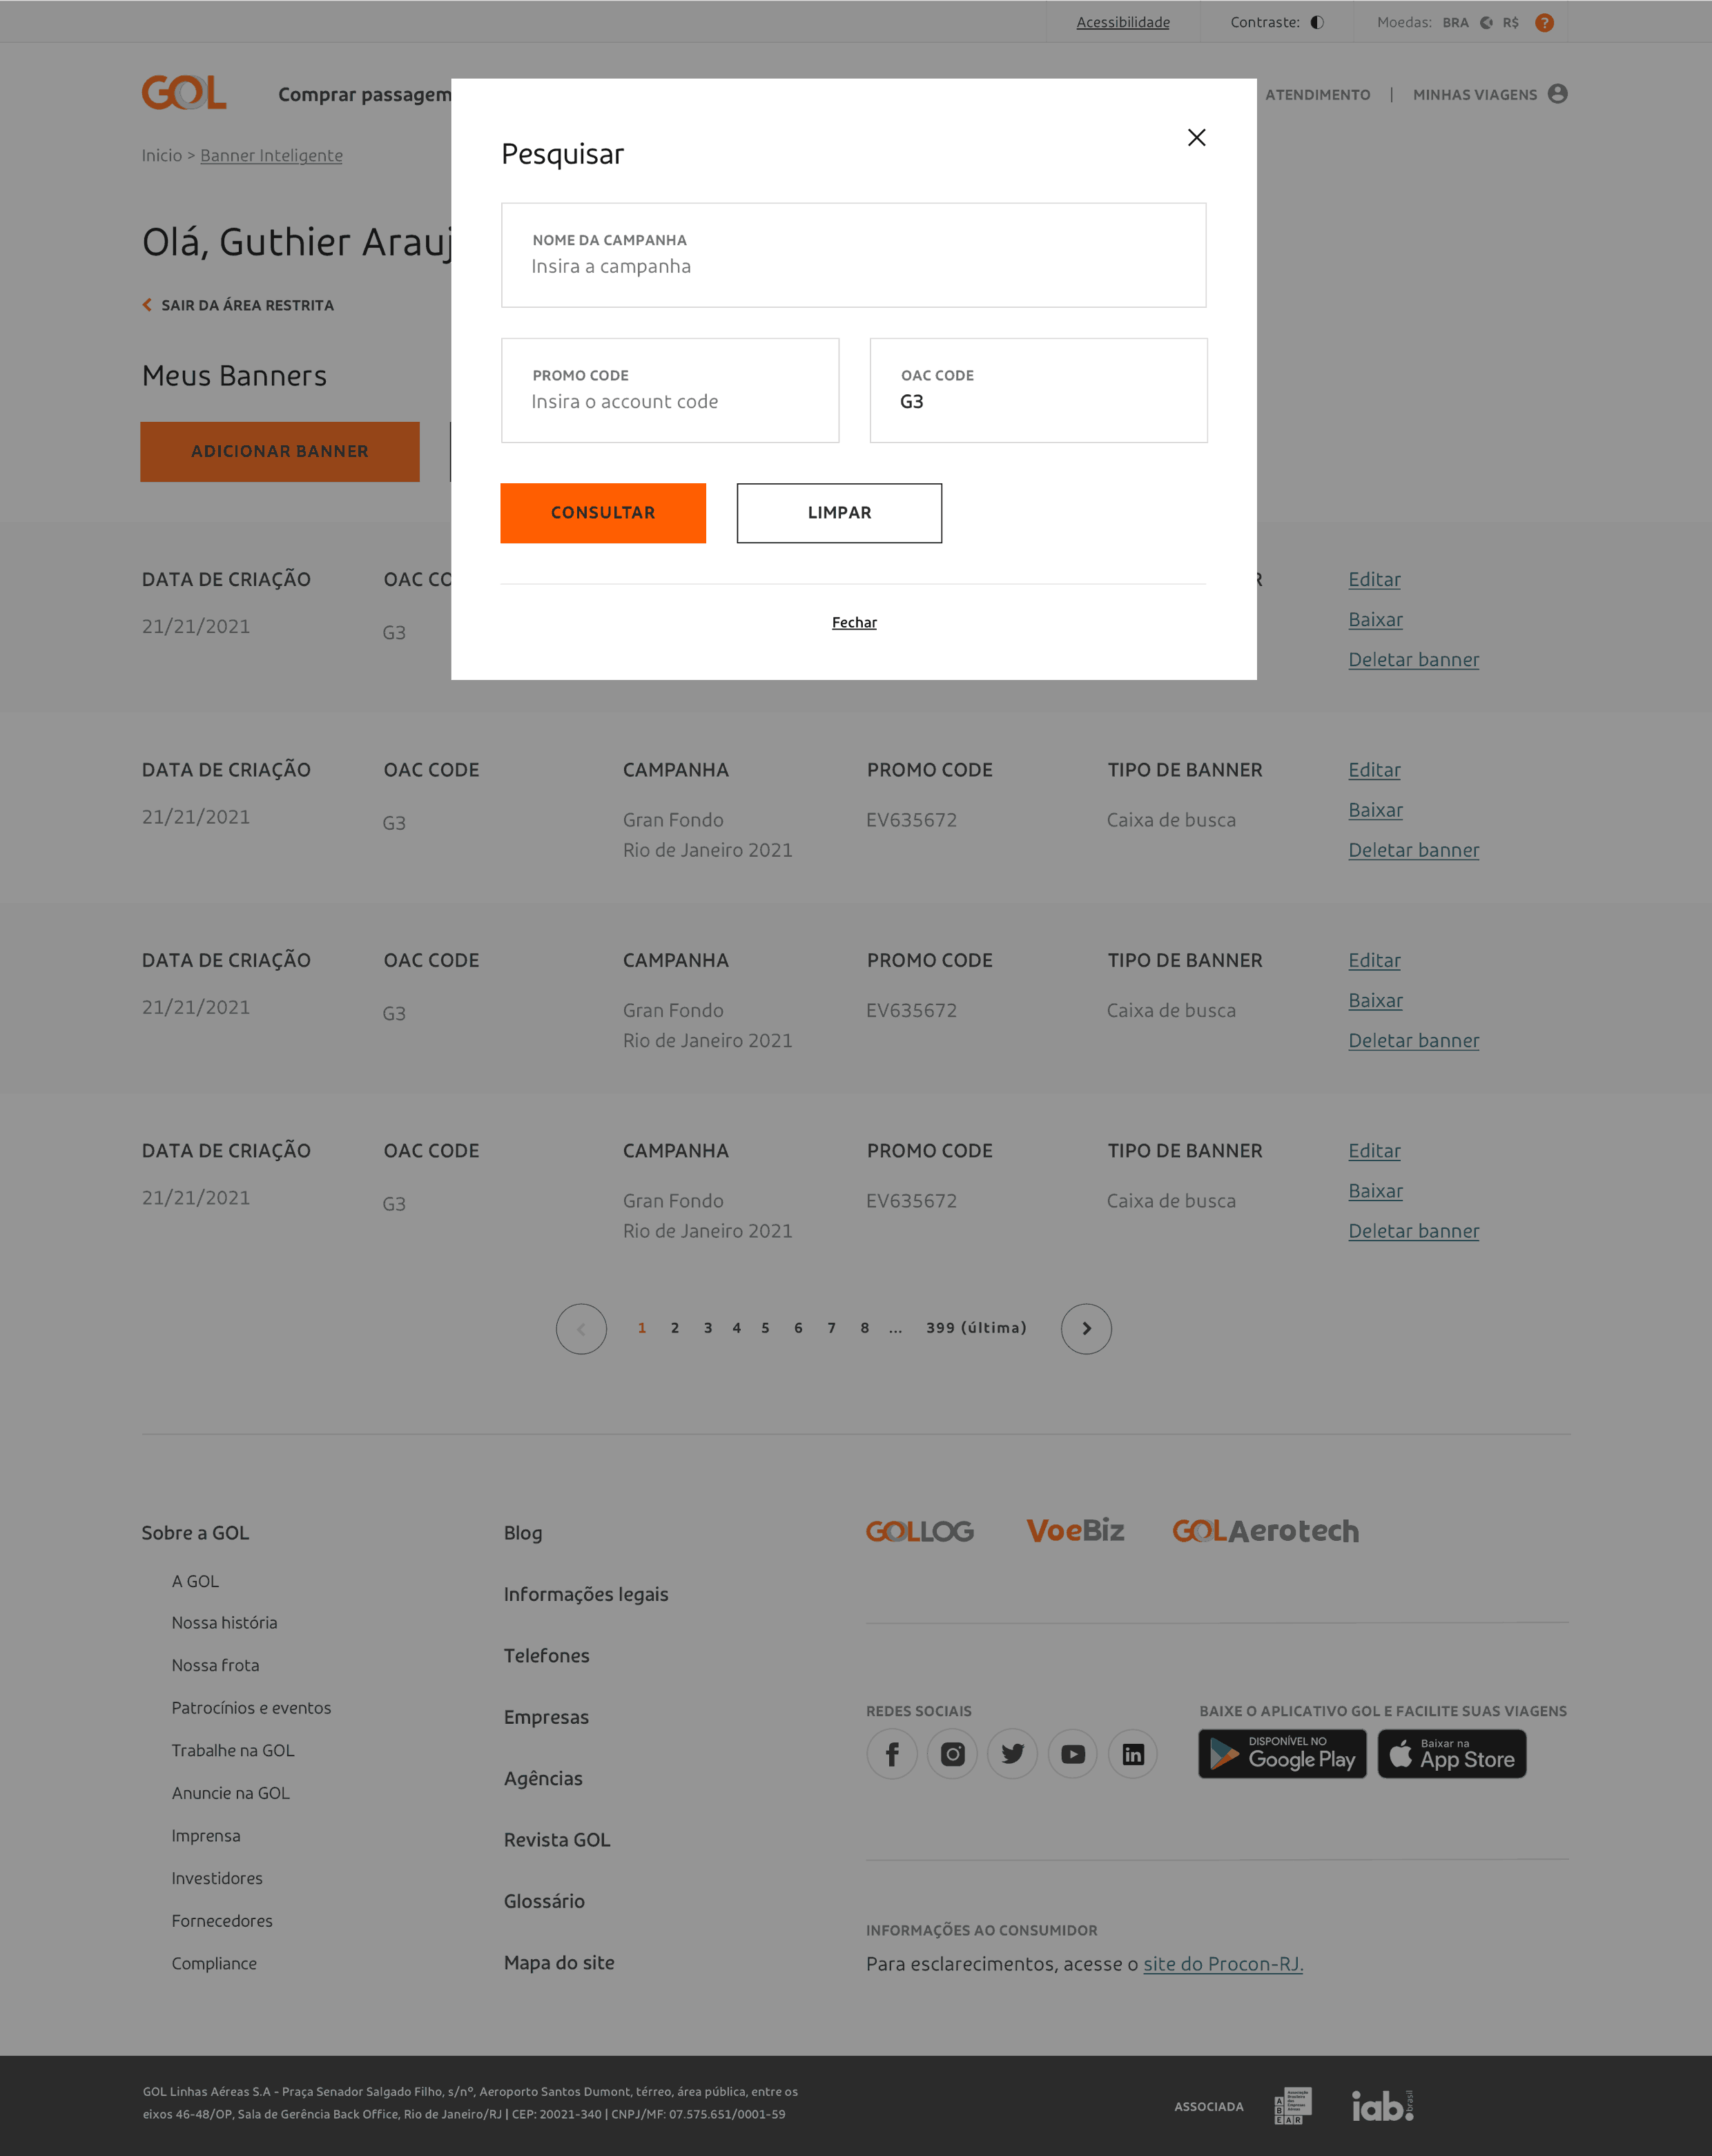 Acessibilidade
Contraste:
Moedas: BRA R$ ?
GOL
Comprar passagem
ATENDIMENTO | MINHAS VIAGENS
Inicio > Banner Inteligente
Olá, Guthier Arauj
SAIR DA ÁREA RESTRITA
Meus Banners
ADICIONAR BANNER
Pesquisar
NOME DA CAMPANHA
Insira a campanha
PROMO CODE
Insira o account code
OAC CODE
G3
CONSULTAR
LIMPAR
Fechar
DATA DE CRIAÇÃO OAC CO R Editar
21/21/2021 G3 Baixar
Deletar banner
DATA DE CRIAÇÃO OAC CODE CAMPANHA PROMO CODE TIPO DE BANNER Editar
21/21/2021 G3 Gran Fondo EV635672 Caixa de busca Baixar
Rio de Janeiro 2021 Deletar banner
DATA DE CRIAÇÃO OAC CODE CAMPANHA PROMO CODE TIPO DE BANNER Editar
21/21/2021 G3 Gran Fondo EV635672 Caixa de busca Baixar
Rio de Janeiro 2021 Deletar banner
DATA DE CRIAÇÃO OAC CODE CAMPANHA PROMO CODE TIPO DE BANNER Editar
21/21/2021 G3 Gran Fondo EV635672 Caixa de busca Baixar
Rio de Janeiro 2021 Deletar banner
1 2 3 4 5 6 7 8 ... 399 (última)
Sobre a GOL
A GOL
Nossa história
Nossa frota
Patrocínios e eventos
Trabalhe na GOL
Anuncie na GOL
Imprensa
Investidores
Fornecedores
Compliance
Blog
Informações legais
Telefones
Empresas
Agências
Revista GOL
Glossário
Mapa do site
GOLLOG VoeBiz GOLAerotech
REDES SOCIAIS
BAIXE O APLICATIVO GOL E FACILITE SUAS VIAGENS
DISPONÍVEL NO
Google Play
Baixar na
App Store
INFORMAÇÕES AO CONSUMIDOR
Para esclarecimentos, acesse o site do Procon-RJ.
GOL Linhas Aéreas S.A - Praça Senador Salgado Filho, s/nº, Aeroporto Santos Dumont, térreo, área pública, entre os
eixos 46-48/OP, Sala de Gerência Back Office, Rio de Janeiro/RJ | CEP: 20021-340 | CNPJ/MF: 07.575.651/0001-59
ASSOCIADA
ABEAR
iab. brasil